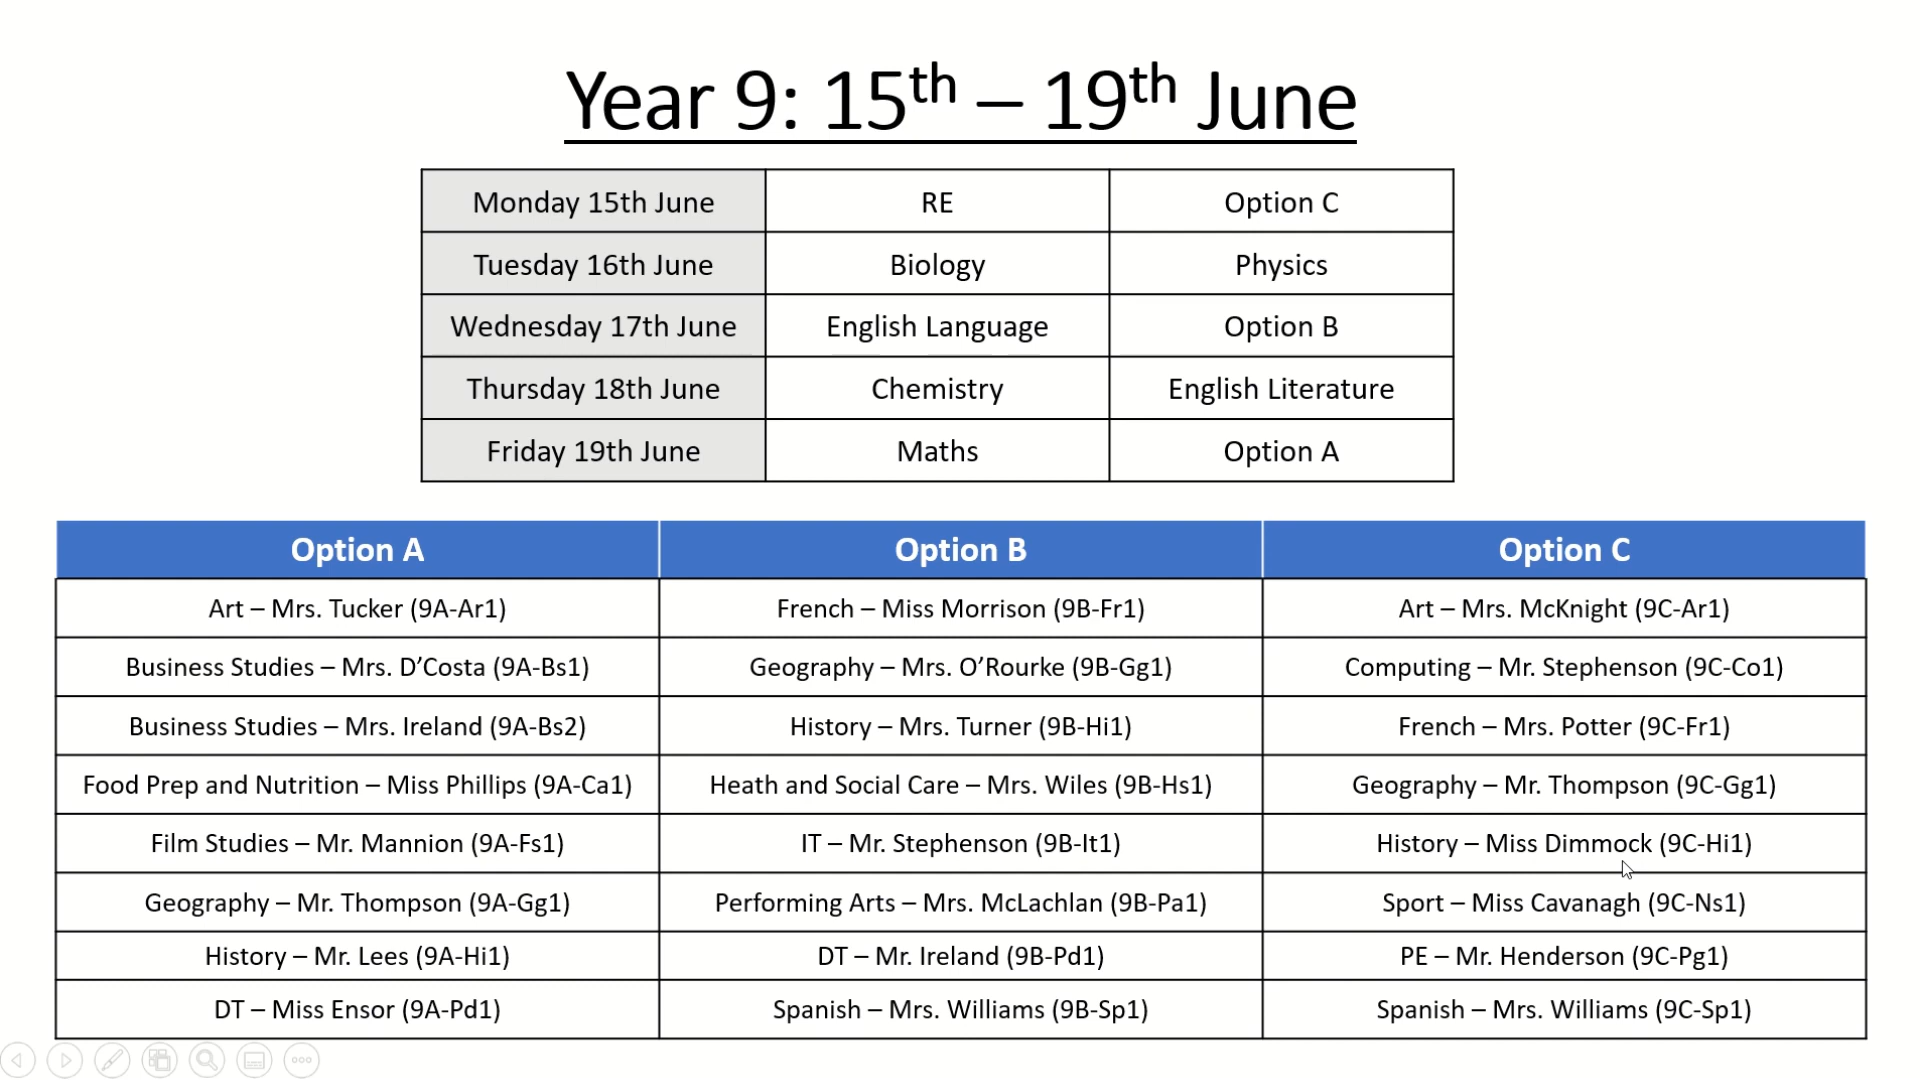 Year 9: 15th – 19th June
Monday 15th June RE Option C
Tuesday 16th June Biology Physics
Wednesday 17th June English Language Option B
Thursday 18th June Chemistry English Literature
Friday 19th June Maths Option A
Option A Option B Option C
Art – Mrs. Tucker (9A-Ar1) French – Miss Morrison (9B-Fr1) Art – Mrs. McKnight (9C-Ar1)
Business Studies – Mrs. D’Costa (9A-Bs1) Geography – Mrs. O’Rourke (9B-Gg1) Computing – Mr. Stephenson (9C-Co1)
Business Studies – Mrs. Ireland (9A-Bs2) History – Mrs. Turner (9B-Hi1) French – Mrs. Potter (9C-Fr1)
Food Prep and Nutrition – Miss Phillips (9A-Ca1) Heath and Social Care – Mrs. Wiles (9B-Hs1) Geography – Mr. Thompson (9C-Gg1)
Film Studies – Mr. Mannion (9A-Fs1) IT – Mr. Stephenson (9B-It1) History – Miss Dimmock (9C-Hi1)
Geography – Mr. Thompson (9A-Gg1) Performing Arts – Mrs. McLachlan (9B-Pa1) Sport – Miss Cavanagh (9C-Ns1)
History – Mr. Lees (9A-Hi1) DT – Mr. Ireland (9B-Pd1) PE – Mr. Henderson (9C-Pg1)
DT – Miss Ensor (9A-Pd1) Spanish – Mrs. Williams (9B-Sp1) Spanish – Mrs. Williams (9C-Sp1)